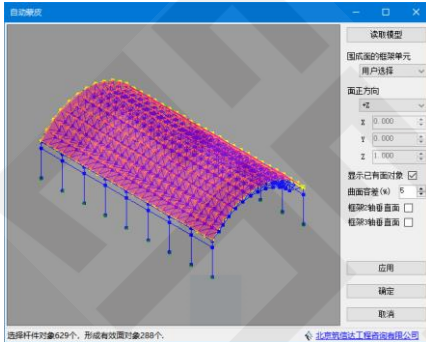 自动蒙皮
读取模型
围成面的框架单元
用户选择
面正方向
+Z
X 0.000
Y 0.000
Z 1.000
显示已有面对象
曲面容差(%) 5
框架2轴垂直面
框架3轴垂直面
应用
确定
取消
选择杆件对象629个，形成有效面对象288个.
北京筑信达工程咨询有限公司